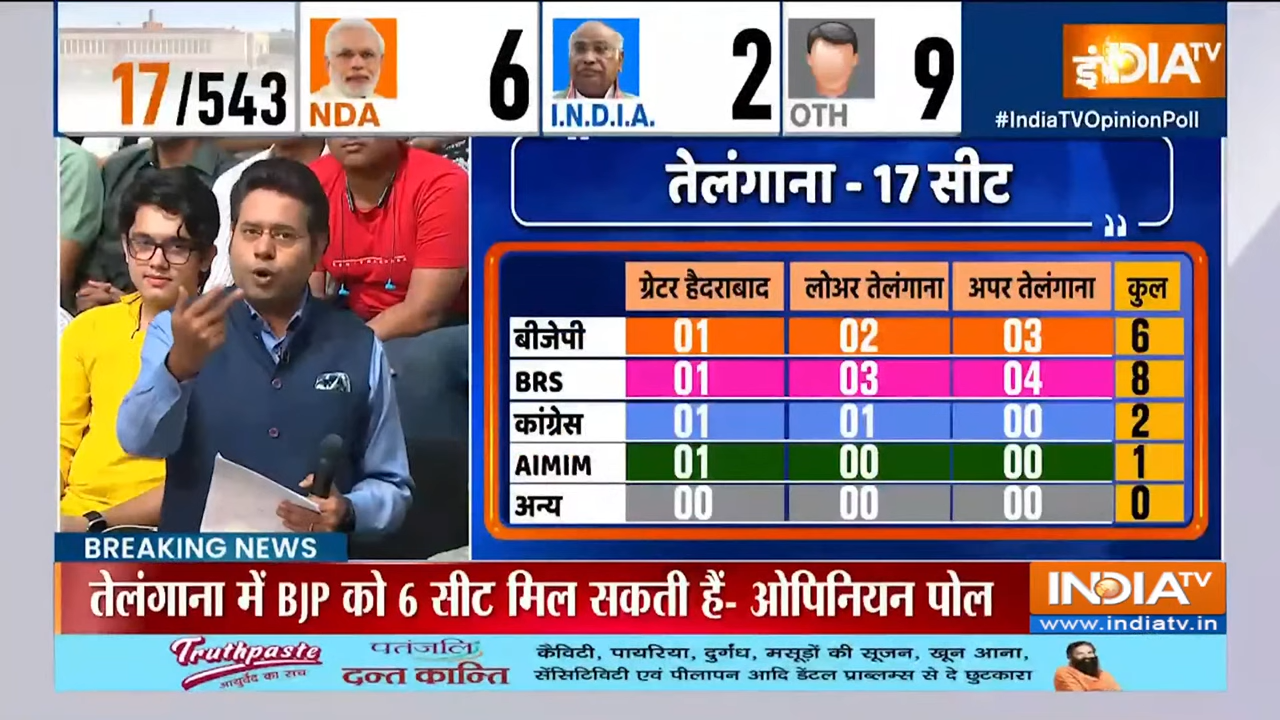 17/543
NDA 6
I.N.D.I.A. 2
OTH 9
इंDIA TV
#IndiaTVOpinionPoll
तेलंगाना - 17 सीट
ग्रेटर हैदराबाद लोअर तेलंगाना अपर तेलंगाना कुल
बीजेपी 01 02 03 6
BRS 01 03 04 8
कांग्रेस 01 01 00 2
AIMIM 01 00 00 1
अन्य 00 00 00 0
BREAKING NEWS
तेलंगाना में BJP को 6 सीट मिल सकती हैं- ओपिनियन पोल
INDIA TV
www.indiatv.in
Truthpaste
आयुर्वेद का सच
पतंजलि
दन्त कान्ति
कैविटी, पायरिया, दुर्गंध, मसूड़ों की सूजन, खून आना,
सेंसिटिविटी एवं पीलापन आदि डेंटल प्राब्लम्स से दे छुटकारा